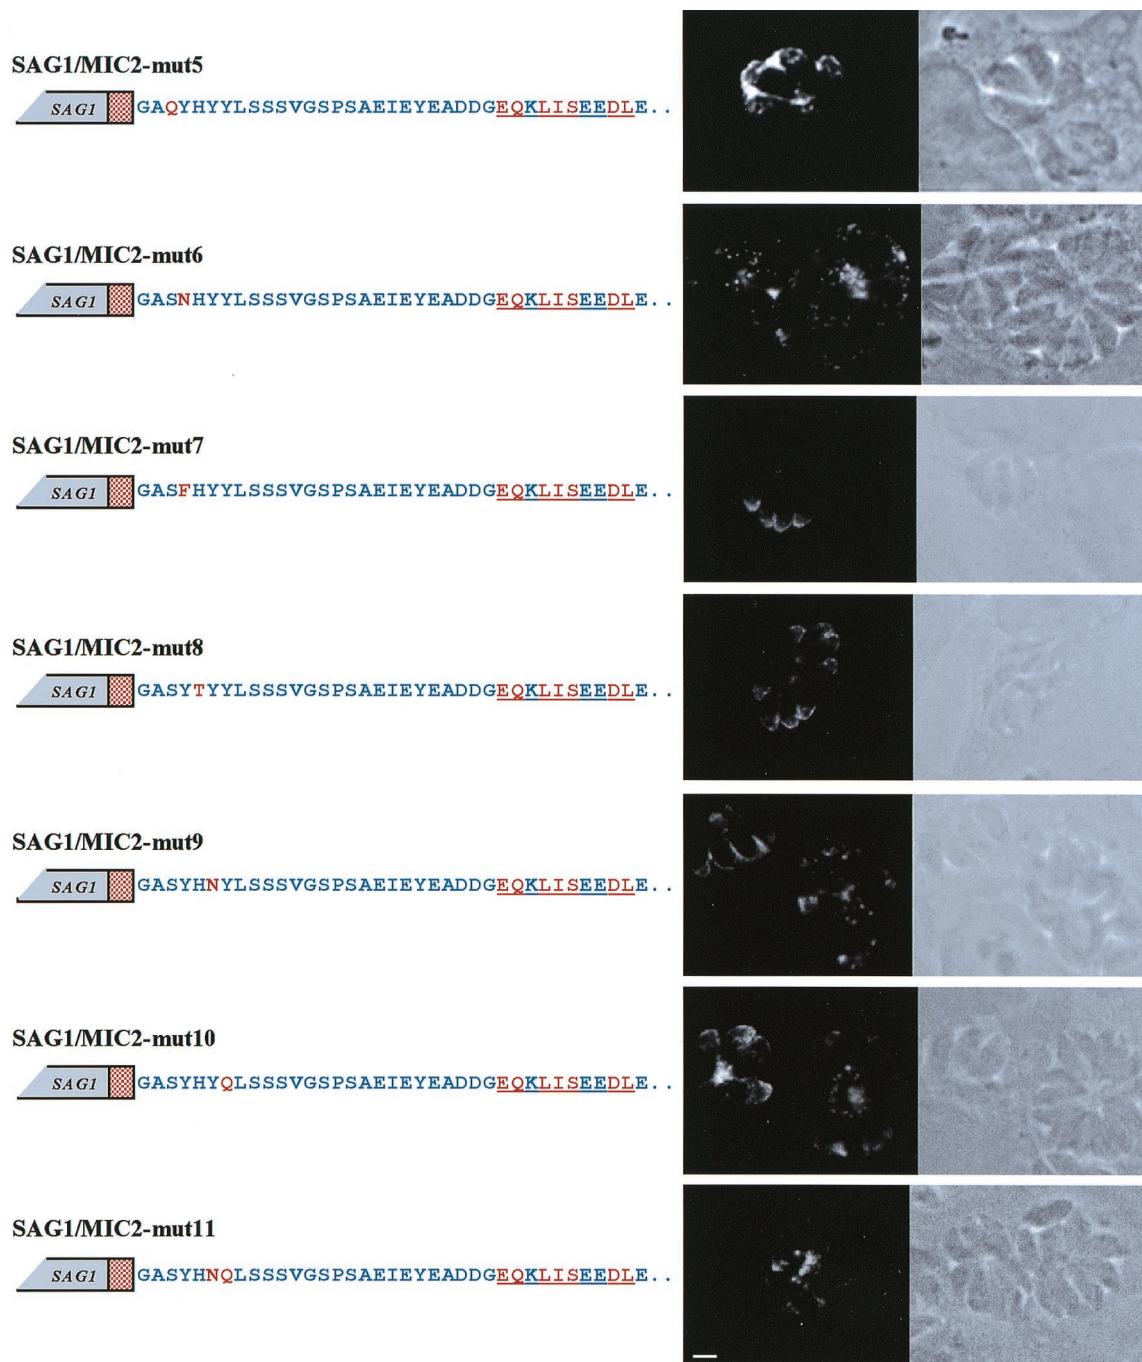 SAG1/MIC2-mut5
SAG1 GAQYHYYLSSSVGSPSAEIEYEADDGEQKLISEEDLE..
SAG1/MIC2-mut6
SAG1 GASNHYYLSSSVGSPSAEIEYEADDGEQKLISEEDLE..
SAG1/MIC2-mut7
SAG1 GASFHYYLSSSVGSPSAEIEYEADDGEQKLISEEDLE..
SAG1/MIC2-mut8
SAG1 GASYTYYLSSSVGSPSAEIEYEADDGEQKLISEEDLE..
SAG1/MIC2-mut9
SAG1 GASYHNYLSSSVGSPSAEIEYEADDGEQKLISEEDLE..
SAG1/MIC2-mut10
SAG1 GASYHYQLSSSVGSPSAEIEYEADDGEQKLISEEDLE..
SAG1/MIC2-mut11
SAG1 GASYHNQLSSSVGSPSAEIEYEADDGEQKLISEEDLE..